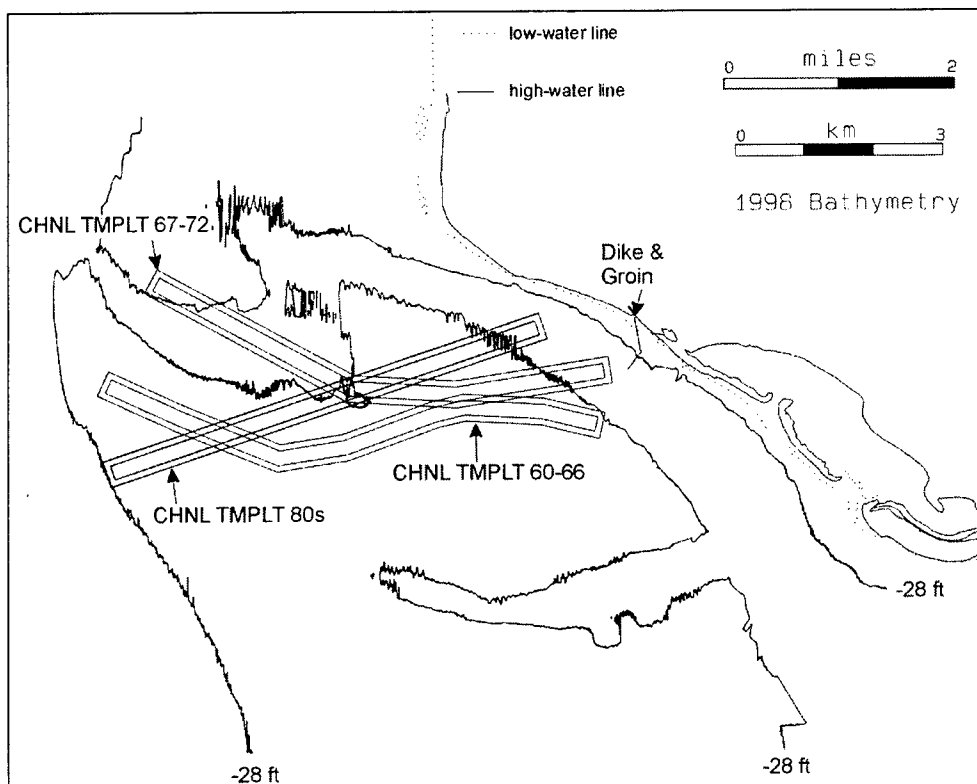 low-water line
high-water line
0 miles 2
0 km 3
1998 Bathymetry
CHNL TMPLT 67-72
Dike &
Groin
CHNL TMPLT 60-66
CHNL TMPLT 80s
-28 ft
-28 ft
-28 ft